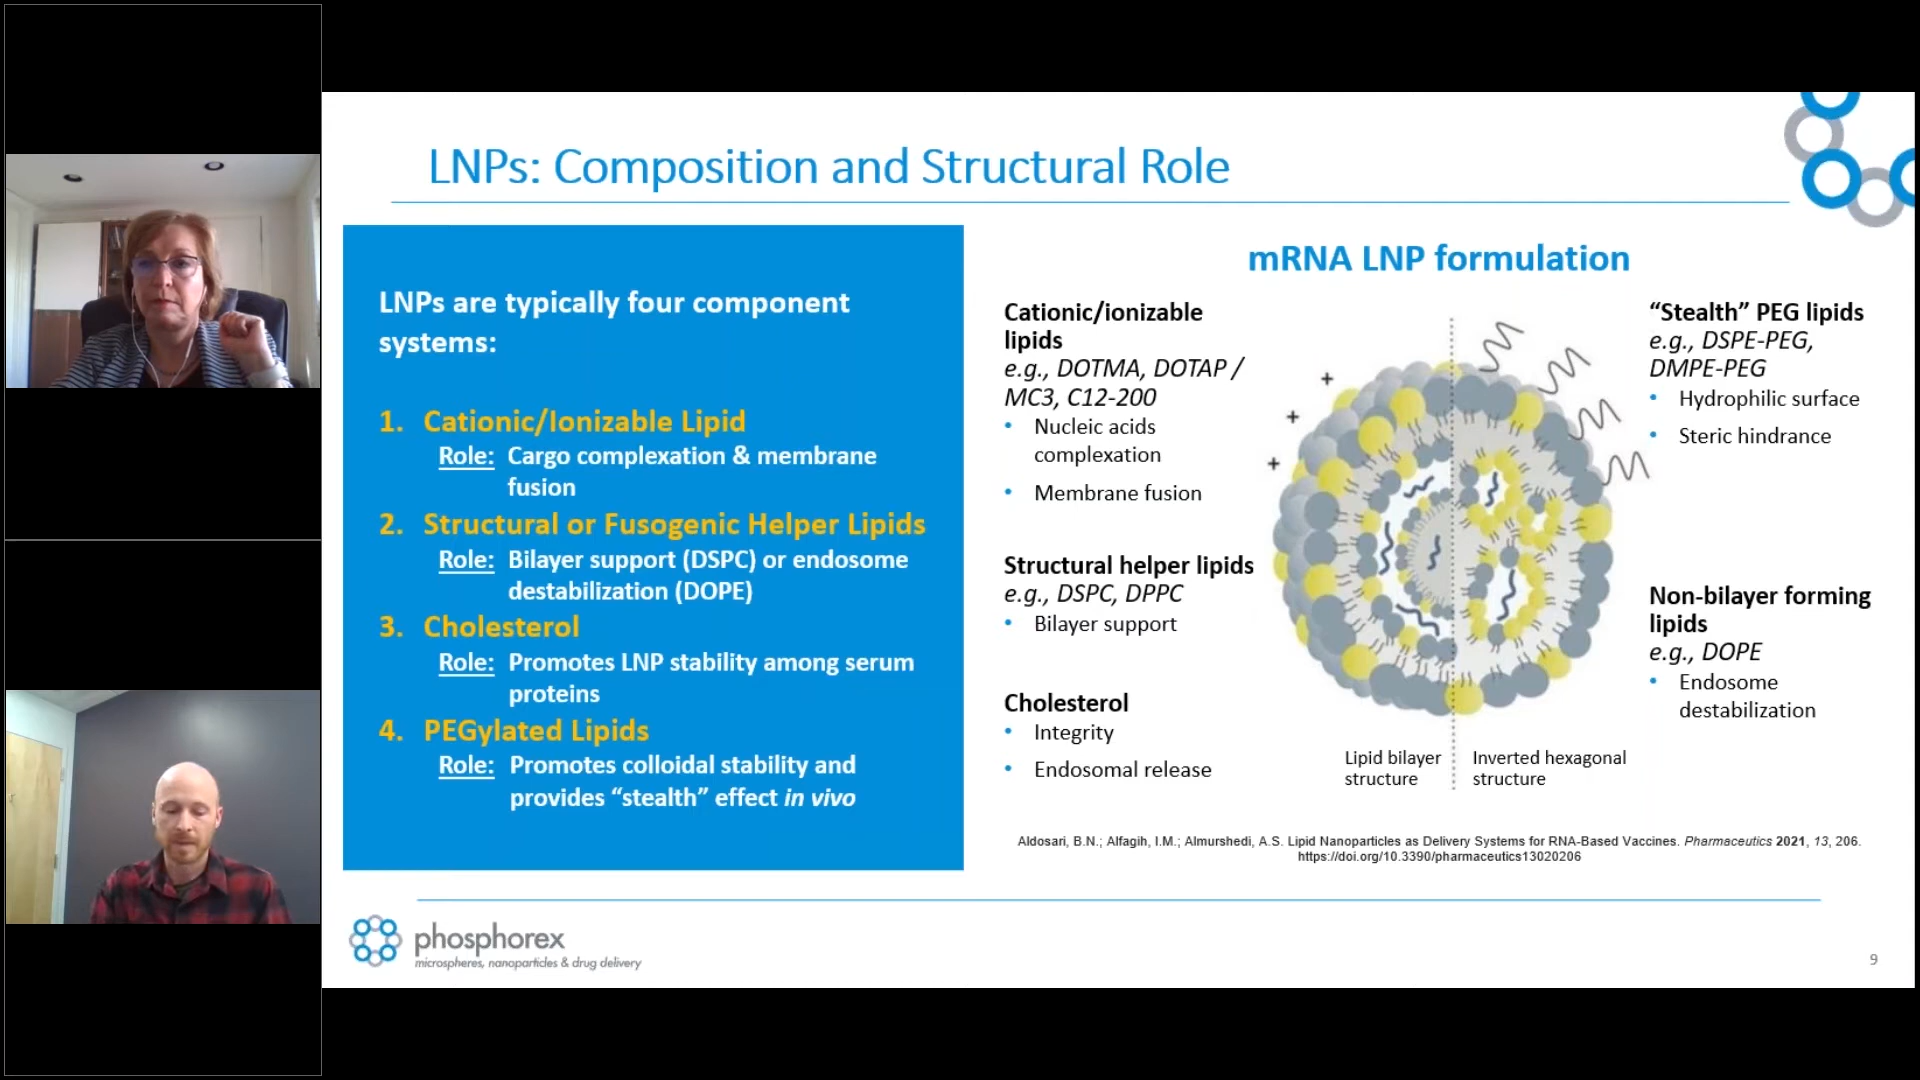 LNPs: Composition and Structural Role
LNPs are typically four component
systems:
1. Cationic/Ionizable Lipid
Role: Cargo complexation & membrane
fusion
2. Structural or Fusogenic Helper Lipids
Role: Bilayer support (DSPC) or endosome
destabilization (DOPE)
3. Cholesterol
Role: Promotes LNP stability among serum
proteins
4. PEGylated Lipids
Role: Promotes colloidal stability and
provides “stealth” effect in vivo
mRNA LNP formulation
Cationic/ionizable
lipids
e.g., DOTMA, DOTAP /
MC3, C12-200
• Nucleic acids
complexation
• Membrane fusion
Structural helper lipids
e.g., DSPC, DPPC
• Bilayer support
Cholesterol
• Integrity
• Endosomal release
+
+
+
Lipid bilayer
structure
Inverted hexagonal
structure
“Stealth” PEG lipids
e.g., DSPE-PEG,
DMPE-PEG
• Hydrophilic surface
• Steric hindrance
Non-bilayer forming
lipids
e.g., DOPE
• Endosome
destabilization
Aldosari, B.N.; Alfagih, I.M.; Almurshedi, A.S. Lipid Nanoparticles as Delivery Systems for RNA-Based Vaccines. Pharmaceutics 2021, 13, 206.
https://doi.org/10.3390/pharmaceutics13020206
phosphorex
microspheres, nanoparticles & drug delivery
9